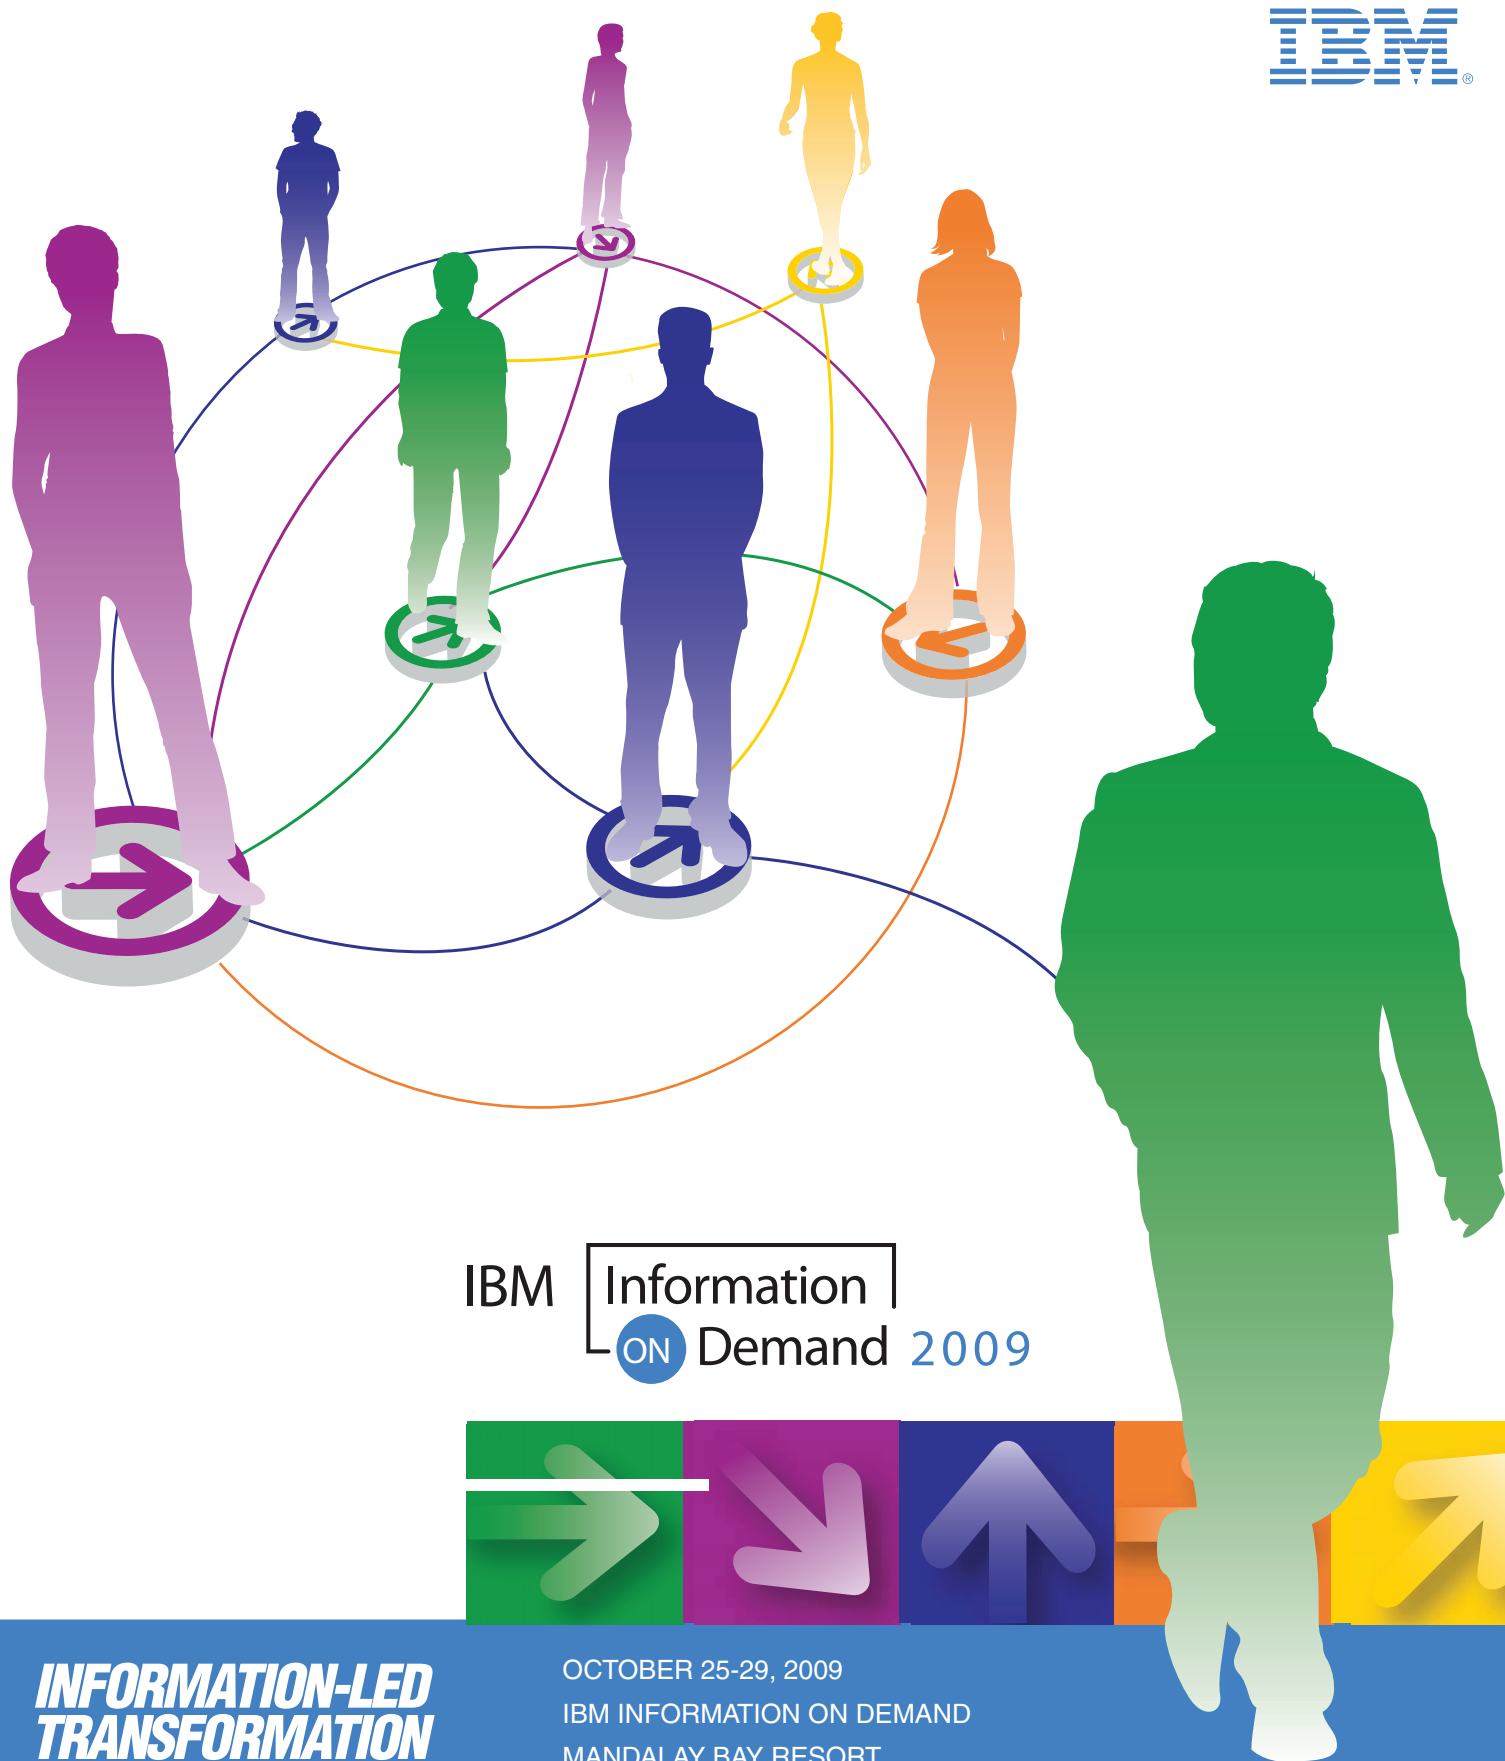 IBM®
IBM Information
ON Demand 2009
INFORMATION-LED
TRANSFORMATION
OCTOBER 25-29, 2009
IBM INFORMATION ON DEMAND
MANDALAY BAY RESORT